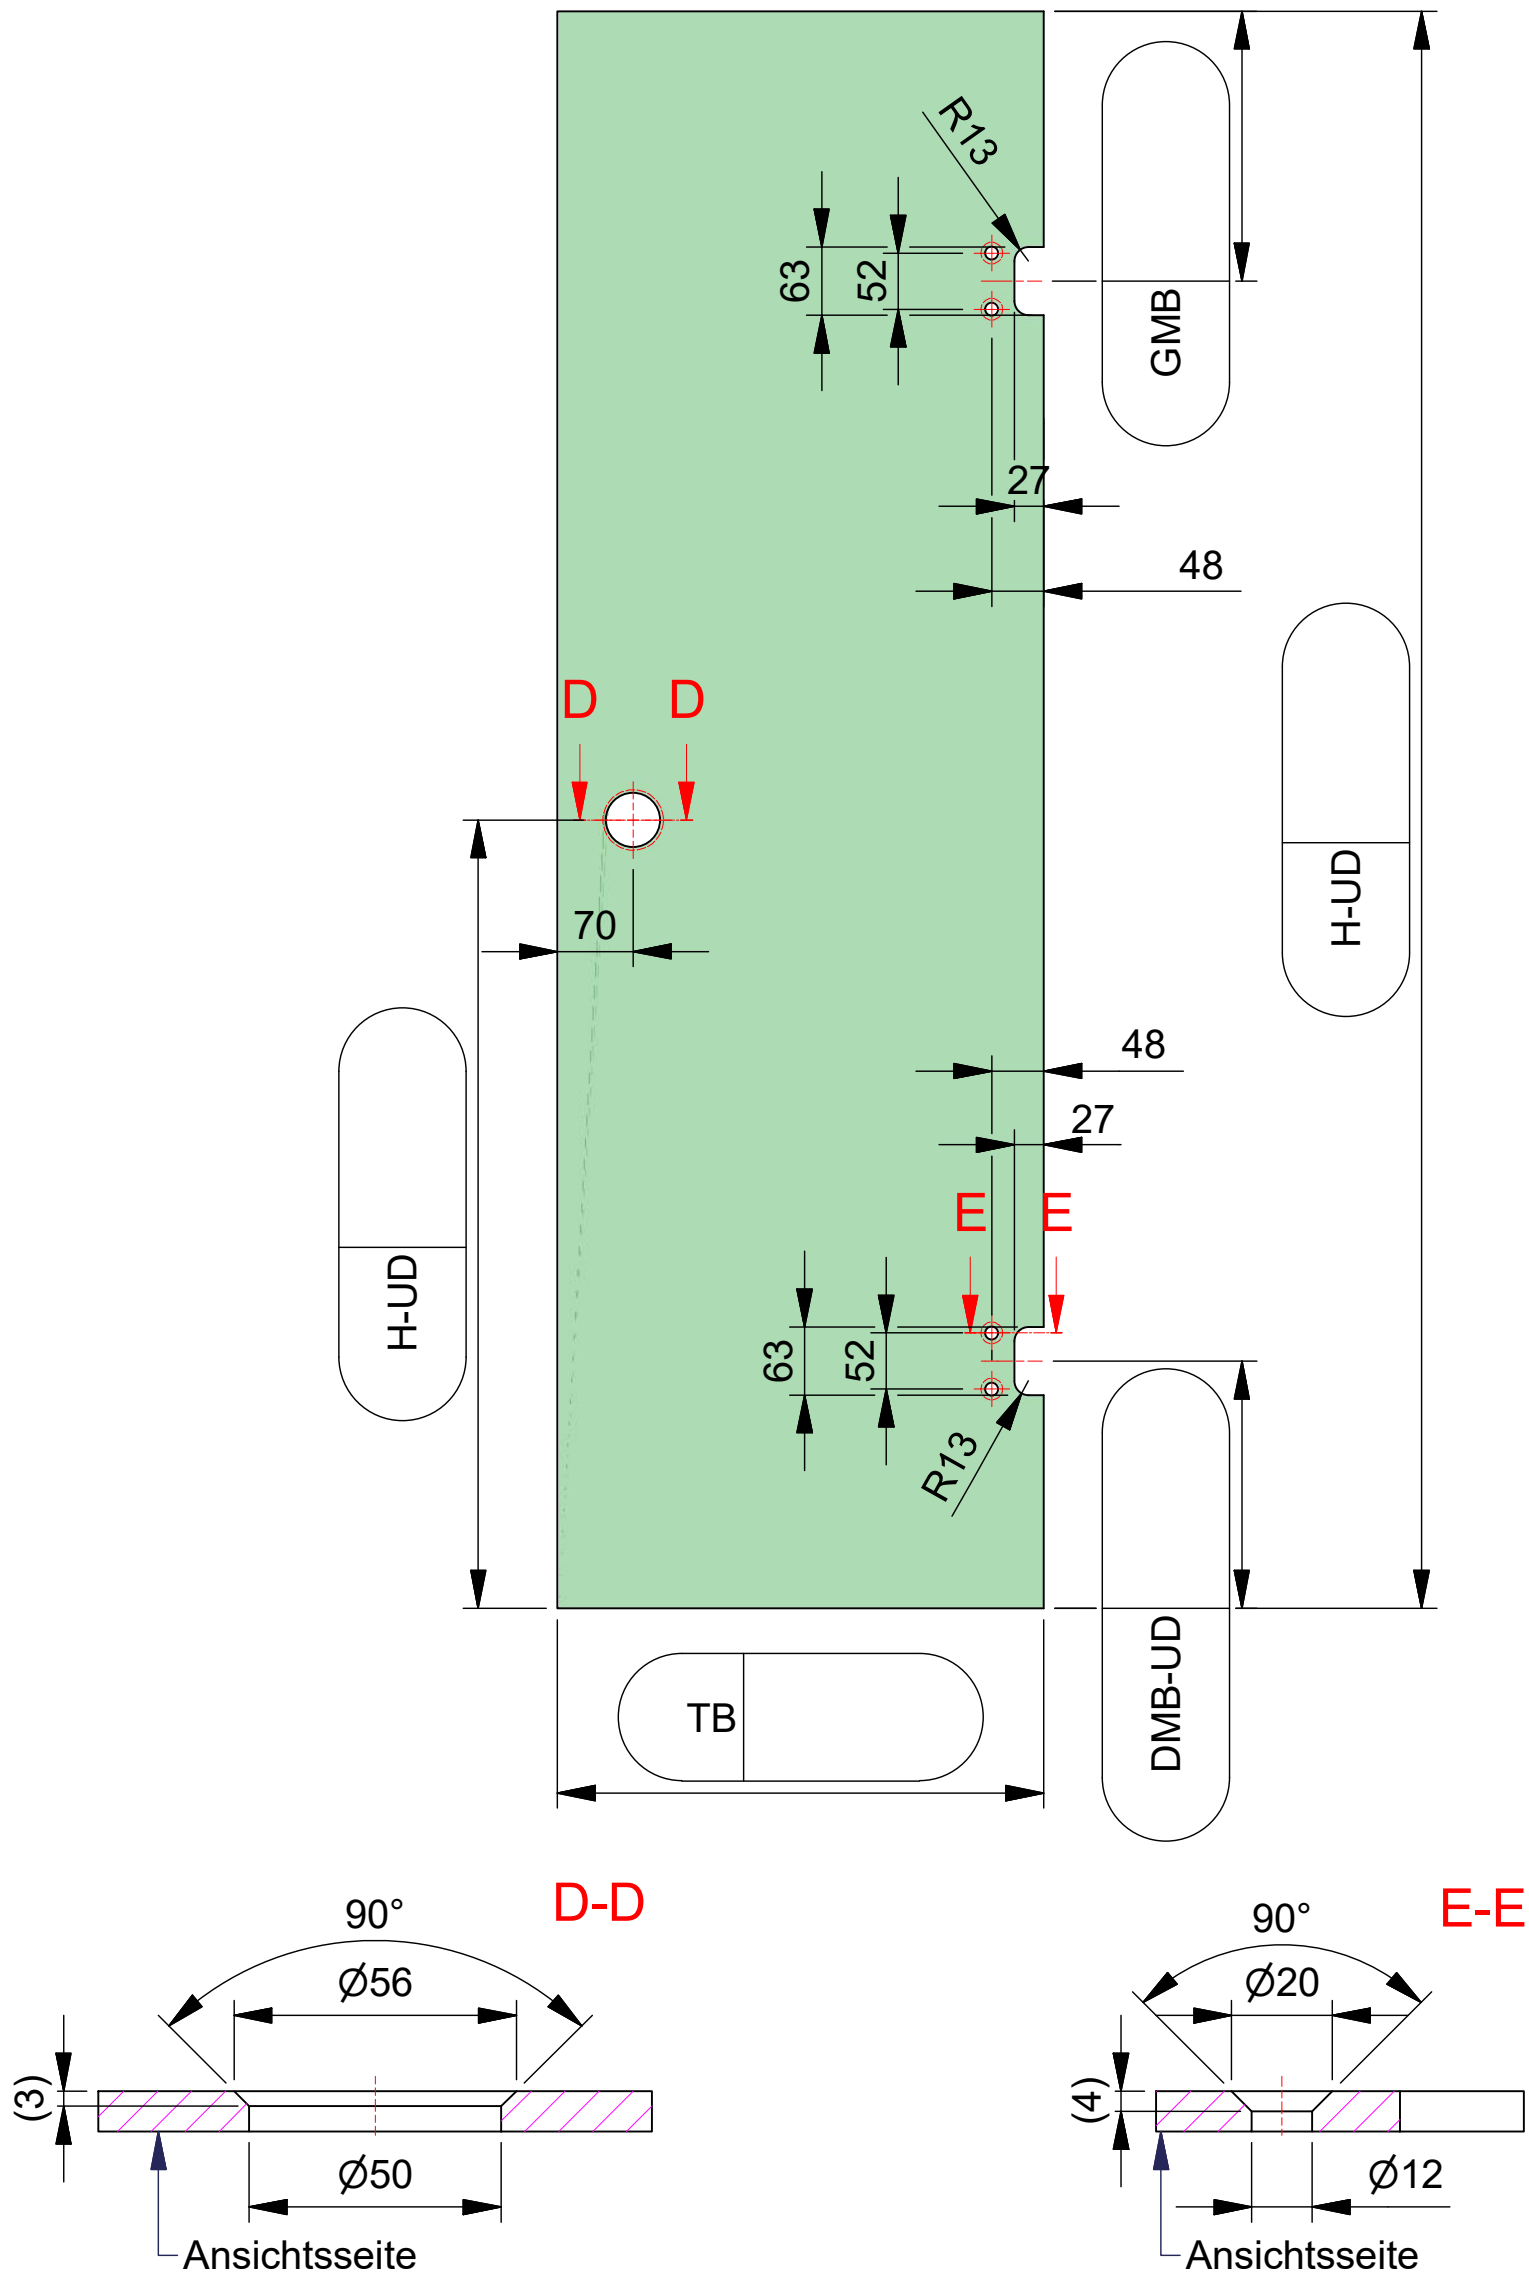 R13
63
52
GMB
27
48
D D
H-UD
70
48
27
E E
H-UD
63
52
R13
TB
DMB-UD
D-D
E-E
90°
90°
Ø56
Ø20
(3)
(4)
Ø50
Ø12
Ansichtsseite
Ansichtsseite